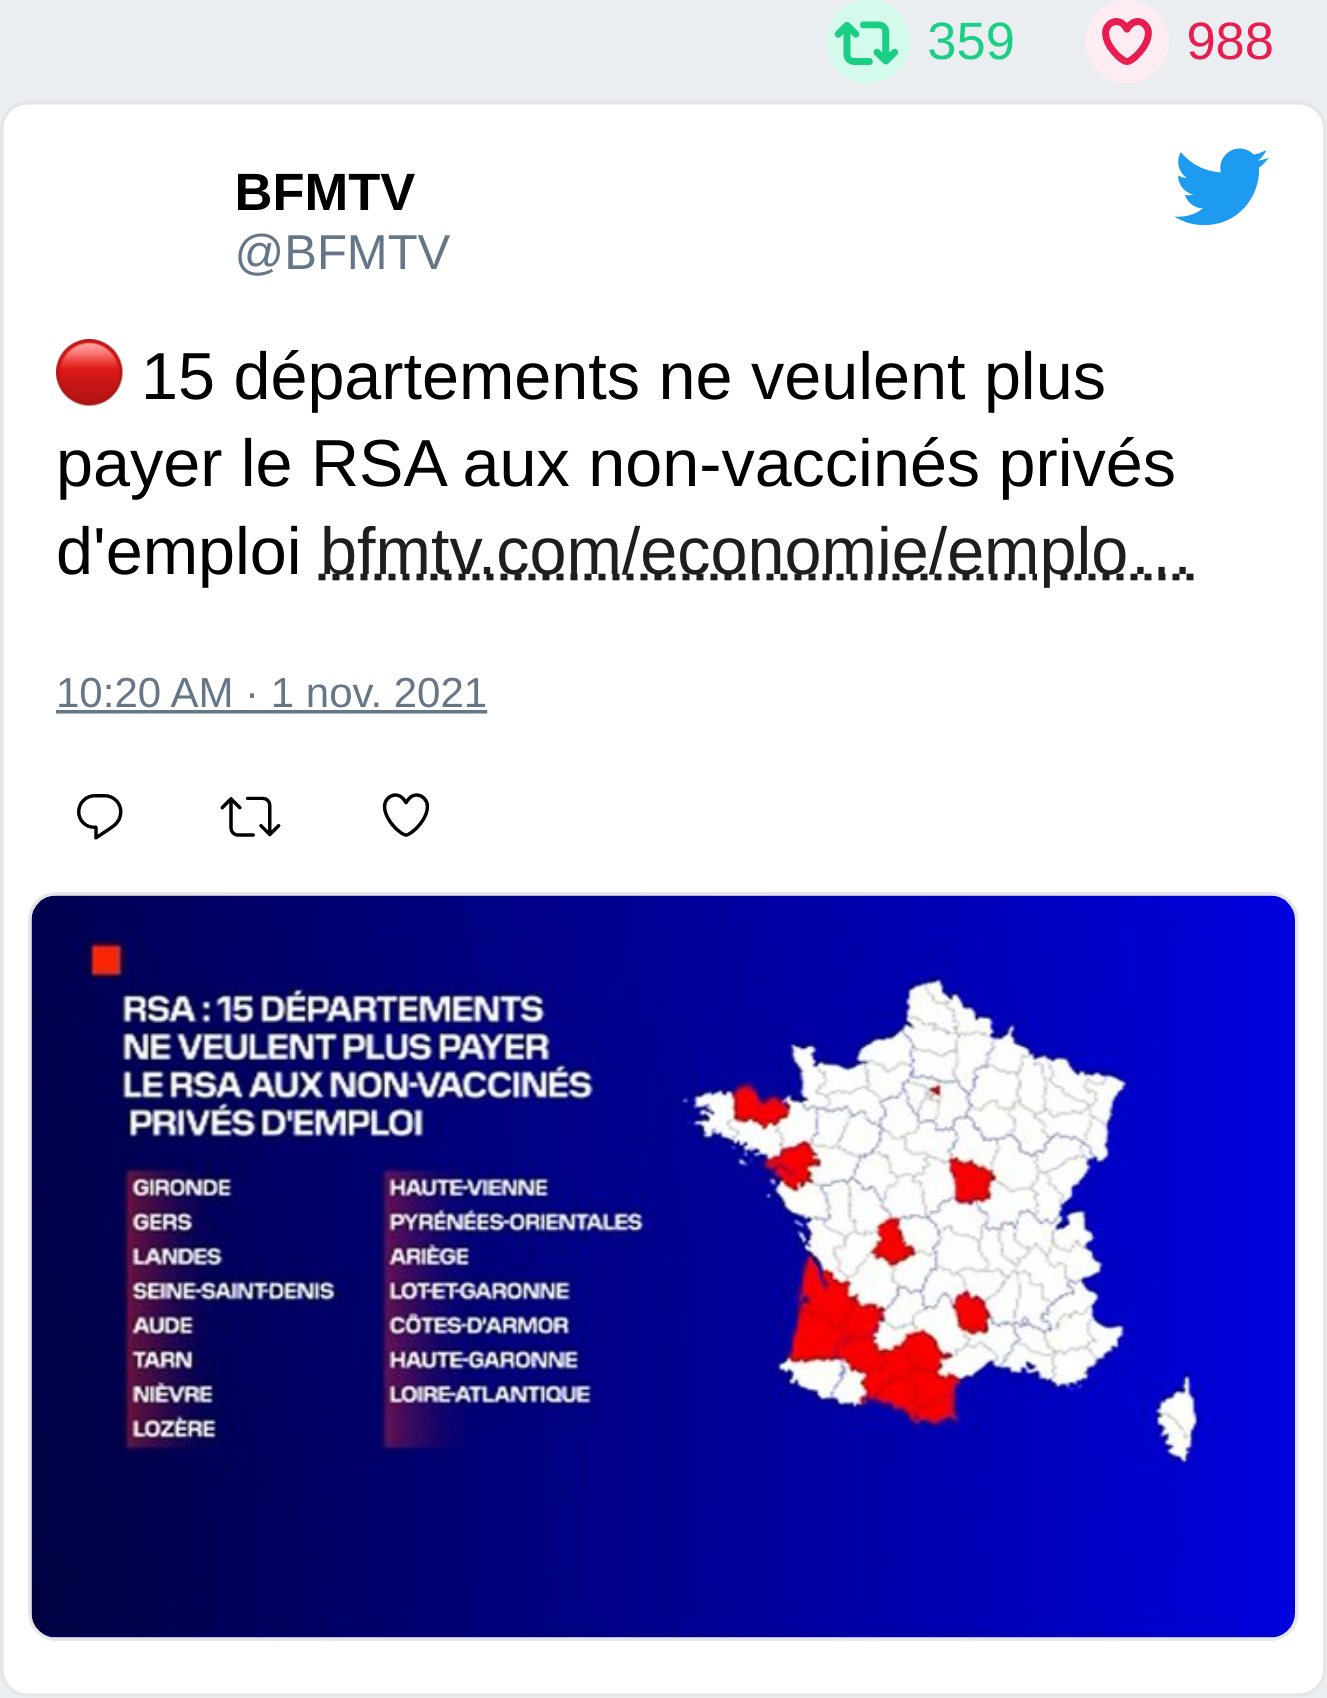 359 988
BFMTV
@BFMTV
🔴 15 départements ne veulent plus
payer le RSA aux non-vaccinés privés
d'emploi bfmtv.com/economie/emplo…
10:20 AM · 1 nov. 2021
RSA : 15 DÉPARTEMENTS
NE VEULENT PLUS PAYER
LE RSA AUX NON-VACCINÉS
PRIVÉS D'EMPLOI
GIRONDE
GERS
LANDES
SEINE-SAINT-DENIS
AUDE
TARN
NIÈVRE
LOZÈRE
HAUTE-VIENNE
PYRÉNÉES-ORIENTALES
ARIÈGE
LOT-ET-GARONNE
CÔTES-D'ARMOR
HAUTE-GARONNE
LOIRE-ATLANTIQUE